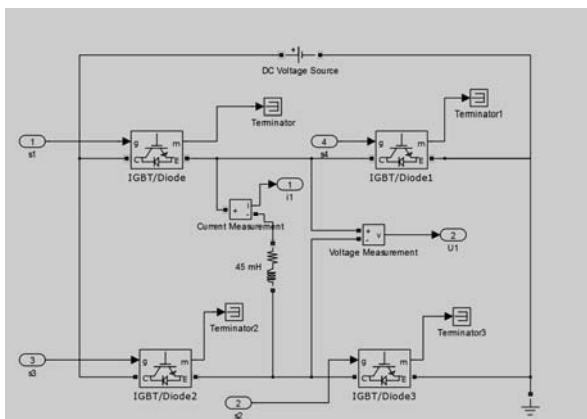 +
DC Voltage Source
Terminator
Terminator1
1
s1
g m
C E
IGBT/Diode
4
s4
g m
C E
IGBT/Diode1
+ i
-
Current Measurement
1
i1
+
- v
Voltage Measurement
2
U1
45 mH
Terminator2
Terminator3
3
s3
g m
C E
IGBT/Diode2
2
s2
g m
C E
IGBT/Diode3